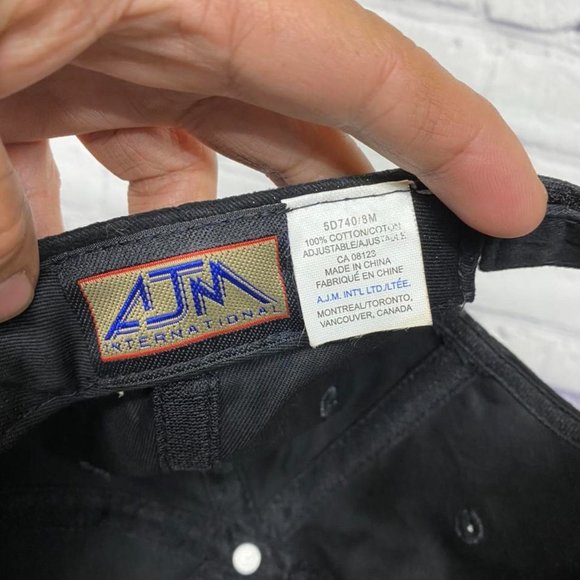 AJM
INTERNATIONAL
5D740/8M
100% COTTON/COTON
ADJUSTABLE/AJUSTABLE
CA 08123
MADE IN CHINA
FABRIQUÉ EN CHINE
A.J.M. INT'L LTD./LTÉE.
MONTREAL/TORONTO,
VANCOUVER, CANADA